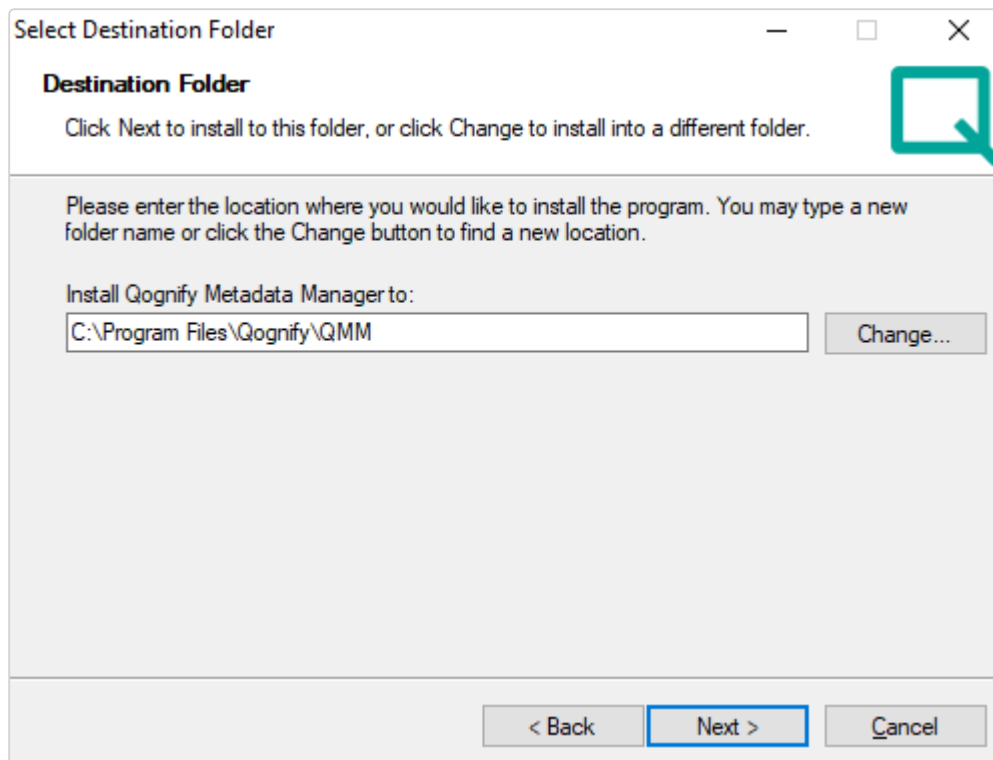 Select Destination Folder
Destination Folder
Click Next to install to this folder, or click Change to install into a different folder.
Please enter the location where you would like to install the program. You may type a new
folder name or click the Change button to find a new location.
Install Qognify Metadata Manager to:
C:\Program Files\Qognify\QMM
Change...
< Back
Next >
Cancel